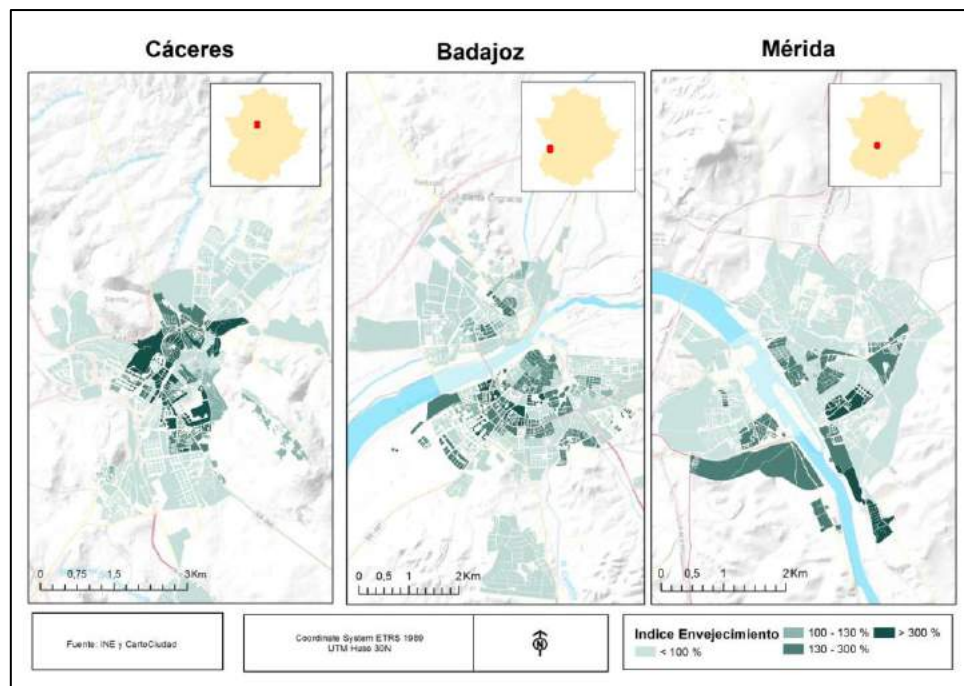 Cáceres
Badajoz
Mérida
0 0,75 1,5 3Km
0 0,5 1 2Km
0 0,5 1 2Km
Fuente: INE y CartoCiudad
Coordinate System ETRS 1989
UTM Huso 30N
Indice Envejecimiento
< 100 %
100 - 130 %
130 - 300 %
> 300 %